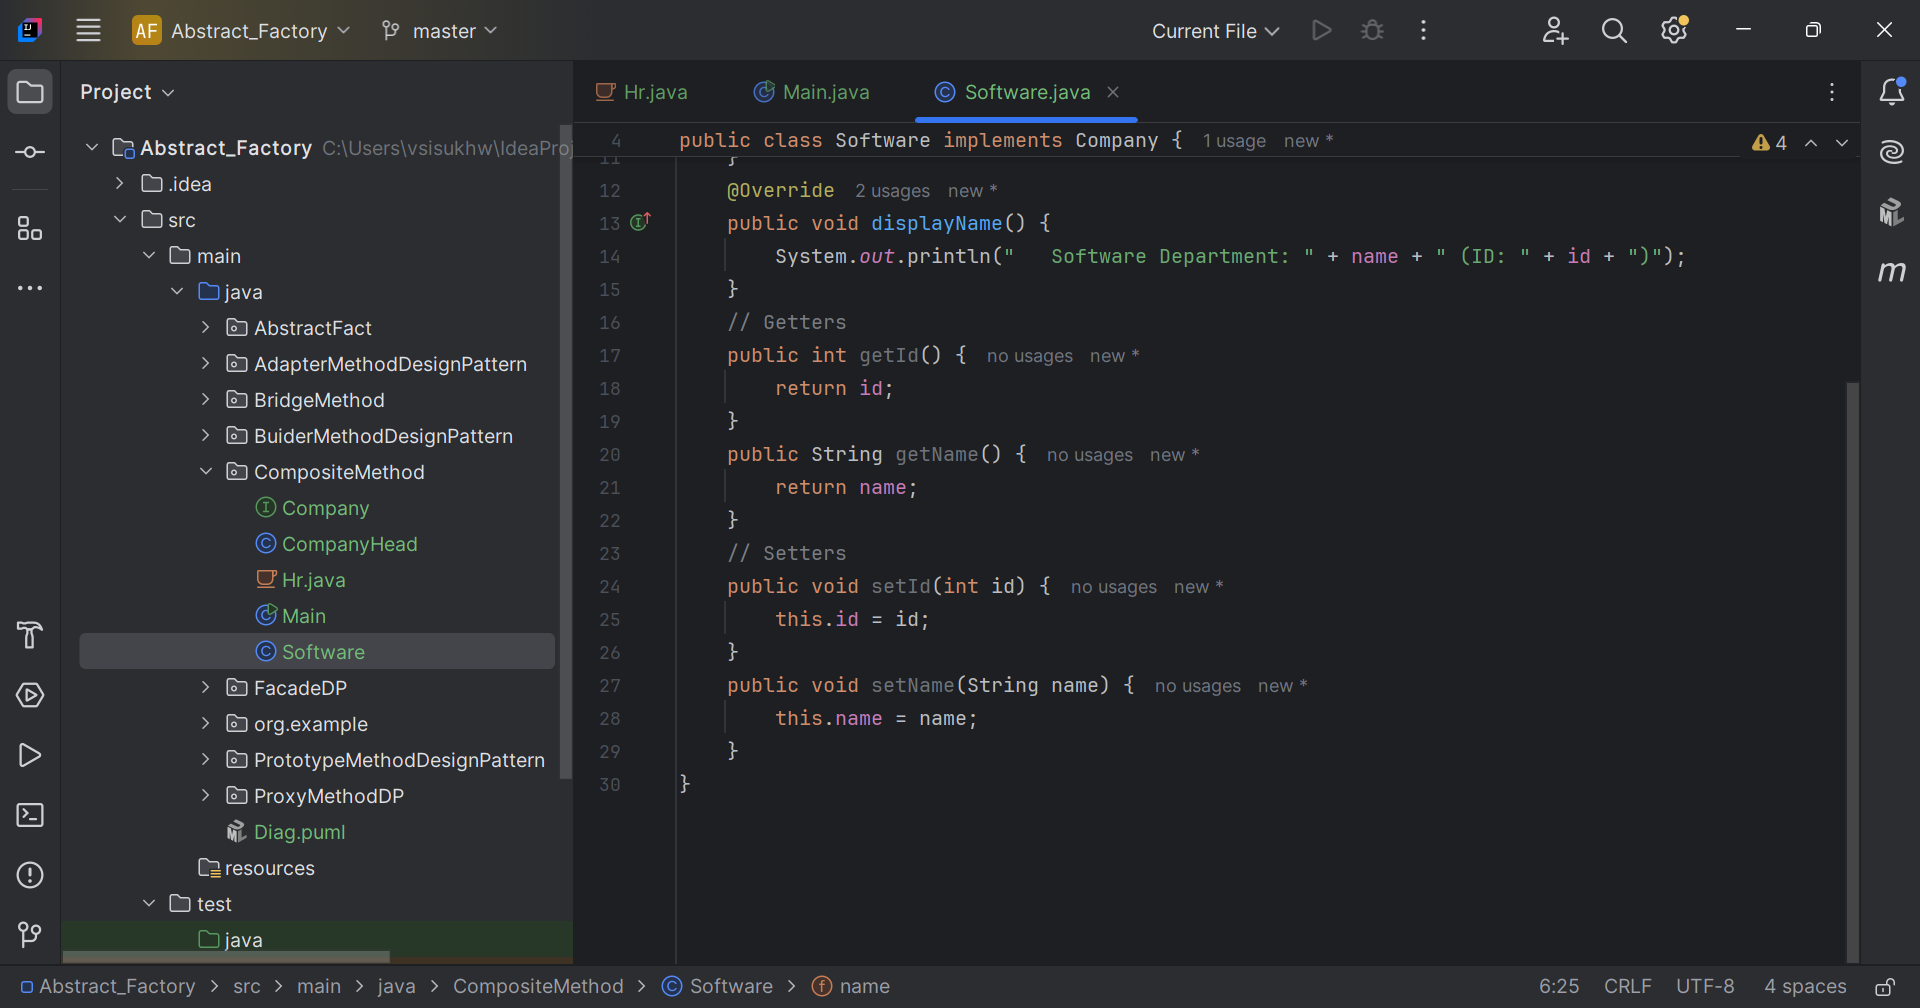 AF Abstract_Factory master Current File
Project
Hr.java Main.java Software.java
Abstract_Factory C:\Users\vsisukhw\IdeaProj
.idea
src
main
java
AbstractFact
AdapterMethodDesignPattern
BridgeMethod
BuiderMethodDesignPattern
CompositeMethod
Company
CompanyHead
Hr.java
Main
Software
FacadeDP
org.example
PrototypeMethodDesignPattern
ProxyMethodDP
Diag.puml
resources
test
java
4 public class Software implements Company { 1 usage new * 4
11 }
12 @Override 2 usages new *
13 public void displayName() {
14 System.out.println("   Software Department: " + name + " (ID: " + id + ")");
15 }
16 // Getters
17 public int getId() { no usages new *
18 return id;
19 }
20 public String getName() { no usages new *
21 return name;
22 }
23 // Setters
24 public void setId(int id) { no usages new *
25 this.id = id;
26 }
27 public void setName(String name) { no usages new *
28 this.name = name;
29 }
30 }
m
Abstract_Factory > src > main > java > CompositeMethod > Software > name 6:25 CRLF UTF-8 4 spaces